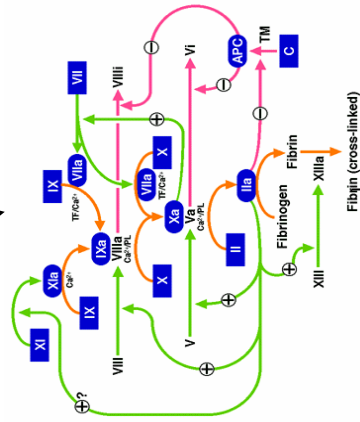 XI
+?
XIa
IX
VII
Ca2+
TF/Ca2+
VIIa
IX
IXa
VIII
VIIIa
VIIIi
Ca2+/PL
VIIa
TF/Ca2+
X
X
Xa
+
V
Va
Vi
Ca2+/PL
+
+
II
IIa
APC
TM
C
Fibrinogen
Fibrin
+
XIII
XIIIa
Fibrin (cross-linked)